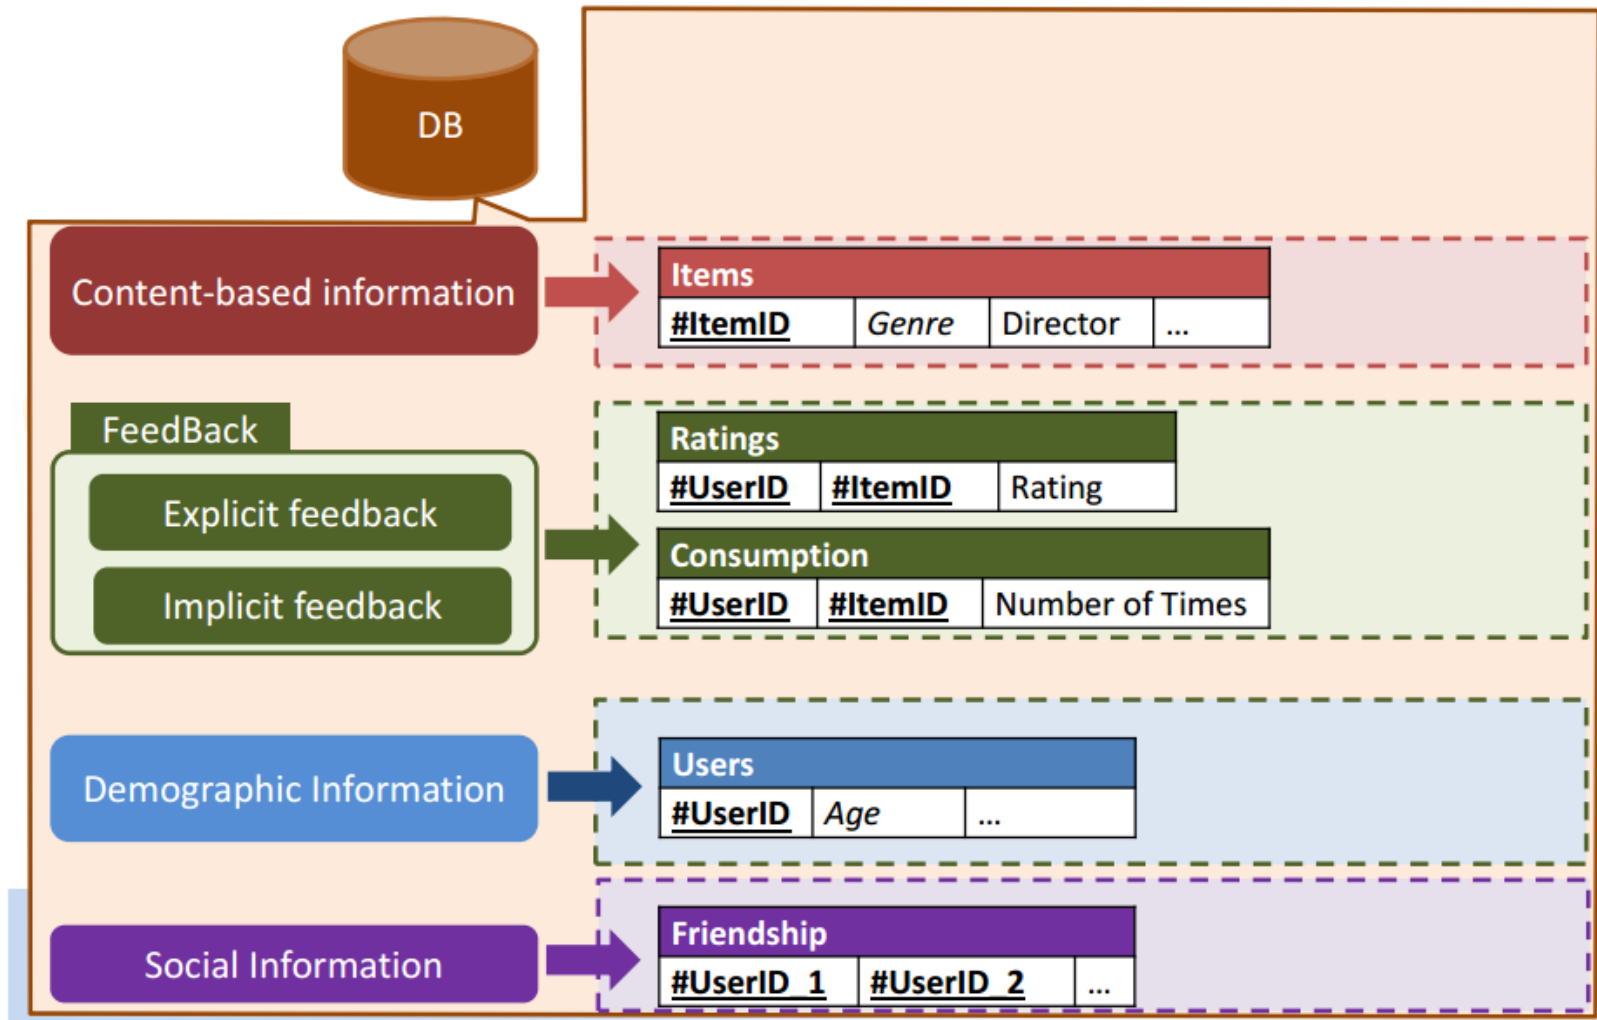 DB
Content-based information
Items
#ItemID Genre Director ...
FeedBack
Explicit feedback
Implicit feedback
Ratings
#UserID #ItemID Rating
Consumption
#UserID #ItemID Number of Times
Demographic Information
Users
#UserID Age ...
Social Information
Friendship
#UserID_1 #UserID_2 ...